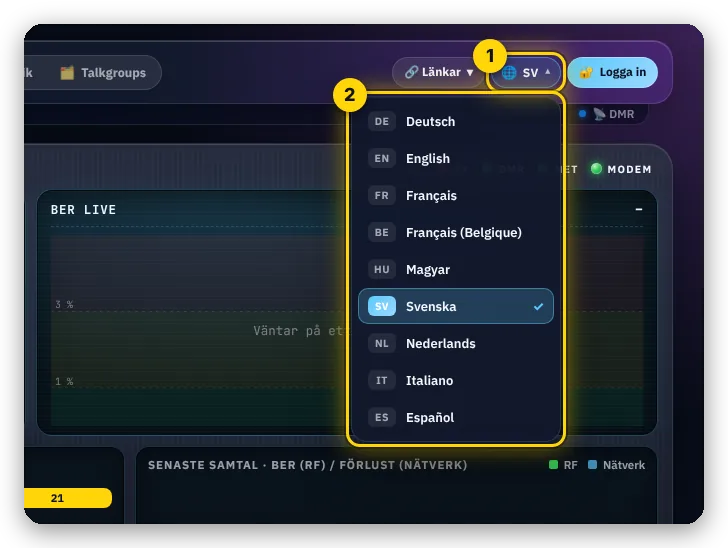 1
Talkgroups
Länkar
SV
Logga in
2
DMR
DE Deutsch
EN English
MODEM
FR Français
BER LIVE
–
BE Français (Belgique)
HU Magyar
3 %
SV Svenska
Väntar på
NL Nederlands
1 %
IT Italiano
ES Español
SENASTE SAMTAL · BER (RF) / FÖRLUST (NÄTVERK)
RF
Nätverk
21